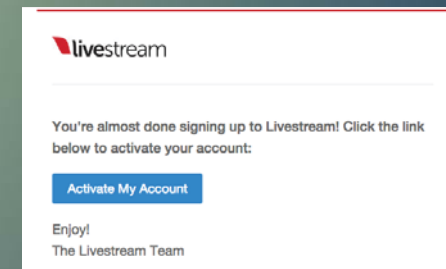 livestream
You're almost done signing up to Livestream! Click the link
below to activate your account:
Activate My Account
Enjoy!
The Livestream Team